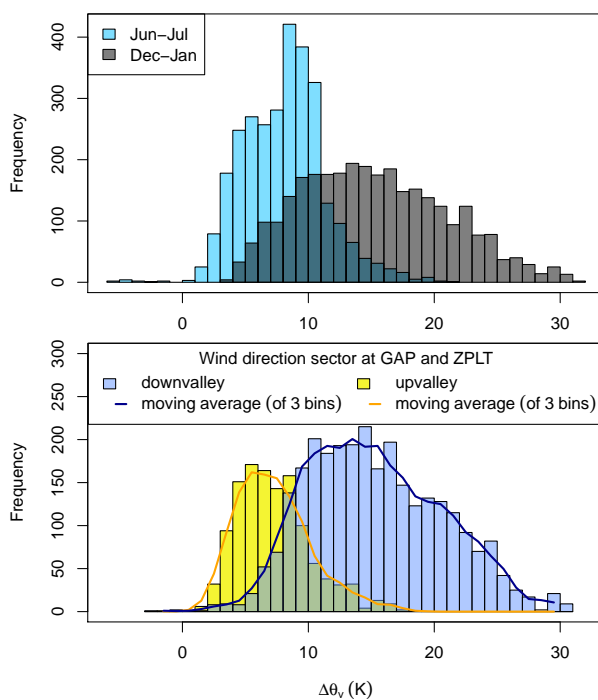 Jun−Jul
Dec−Jan
Frequency
400
300
200
100
0
0 10 20 30
Wind direction sector at GAP and ZPLT
downvalley upvalley
moving average (of 3 bins) moving average (of 3 bins)
Frequency
300
250
200
150
100
50
0
0 10 20 30
Δθv (K)